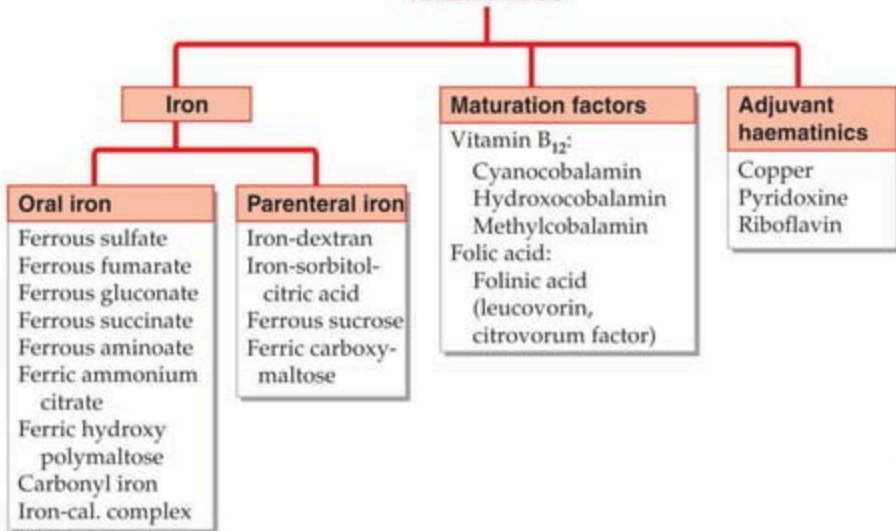 Iron
Oral iron
Ferrous sulfate
Ferrous fumarate
Ferrous gluconate
Ferrous succinate
Ferrous aminoate
Ferric ammonium
citrate
Ferric hydroxy
polymaltose
Carbonyl iron
Iron-cal. complex
Parenteral iron
Iron-dextran
Iron-sorbitol-
citric acid
Ferrous sucrose
Ferric carboxy-
maltose
Maturation factors
Vitamin B₁₂:
Cyanocobalamin
Hydroxocobalamin
Methylcobalamin
Folic acid:
Folinic acid
(leucovorin,
citrovorum factor)
Adjuvant
haematinics
Copper
Pyridoxine
Riboflavin